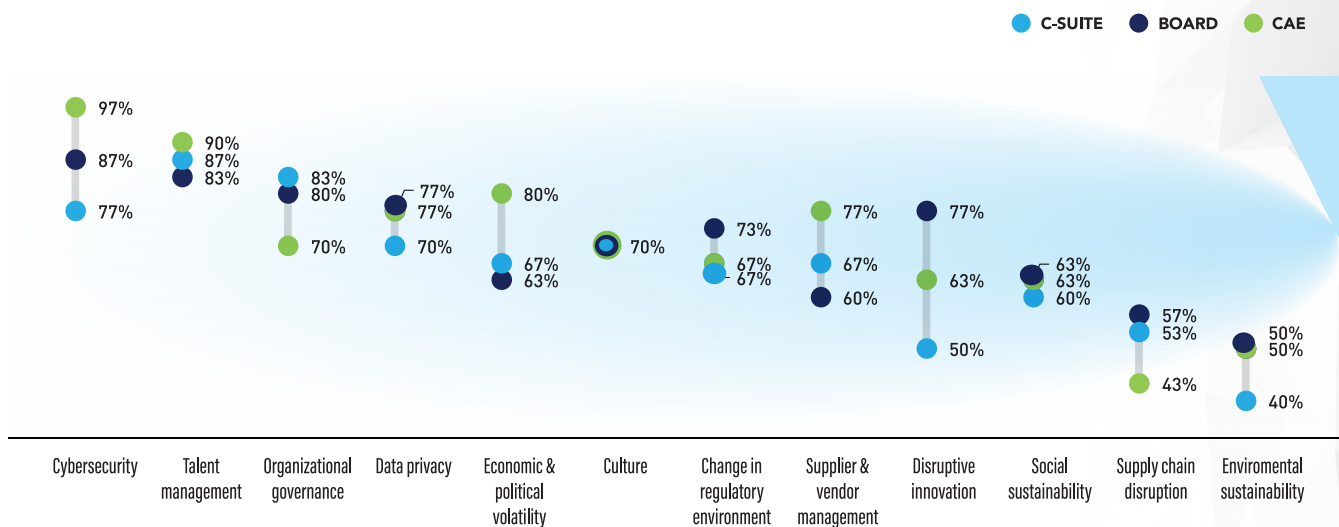 C-SUITE BOARD CAE
97%
87%
77%
90%
87%
83%
83%
80%
70%
77%
77%
70%
80%
67%
63%
70%
73%
67%
67%
77%
67%
60%
77%
63%
50%
63%
63%
60%
57%
53%
43%
50%
50%
40%
Cybersecurity
Talent
management
Organizational
governance
Data privacy
Economic &
political
volatility
Culture
Change in
regulatory
environment
Supplier &
vendor
management
Disruptive
innovation
Social
sustainability
Supply chain
disruption
Enviromental
sustainability